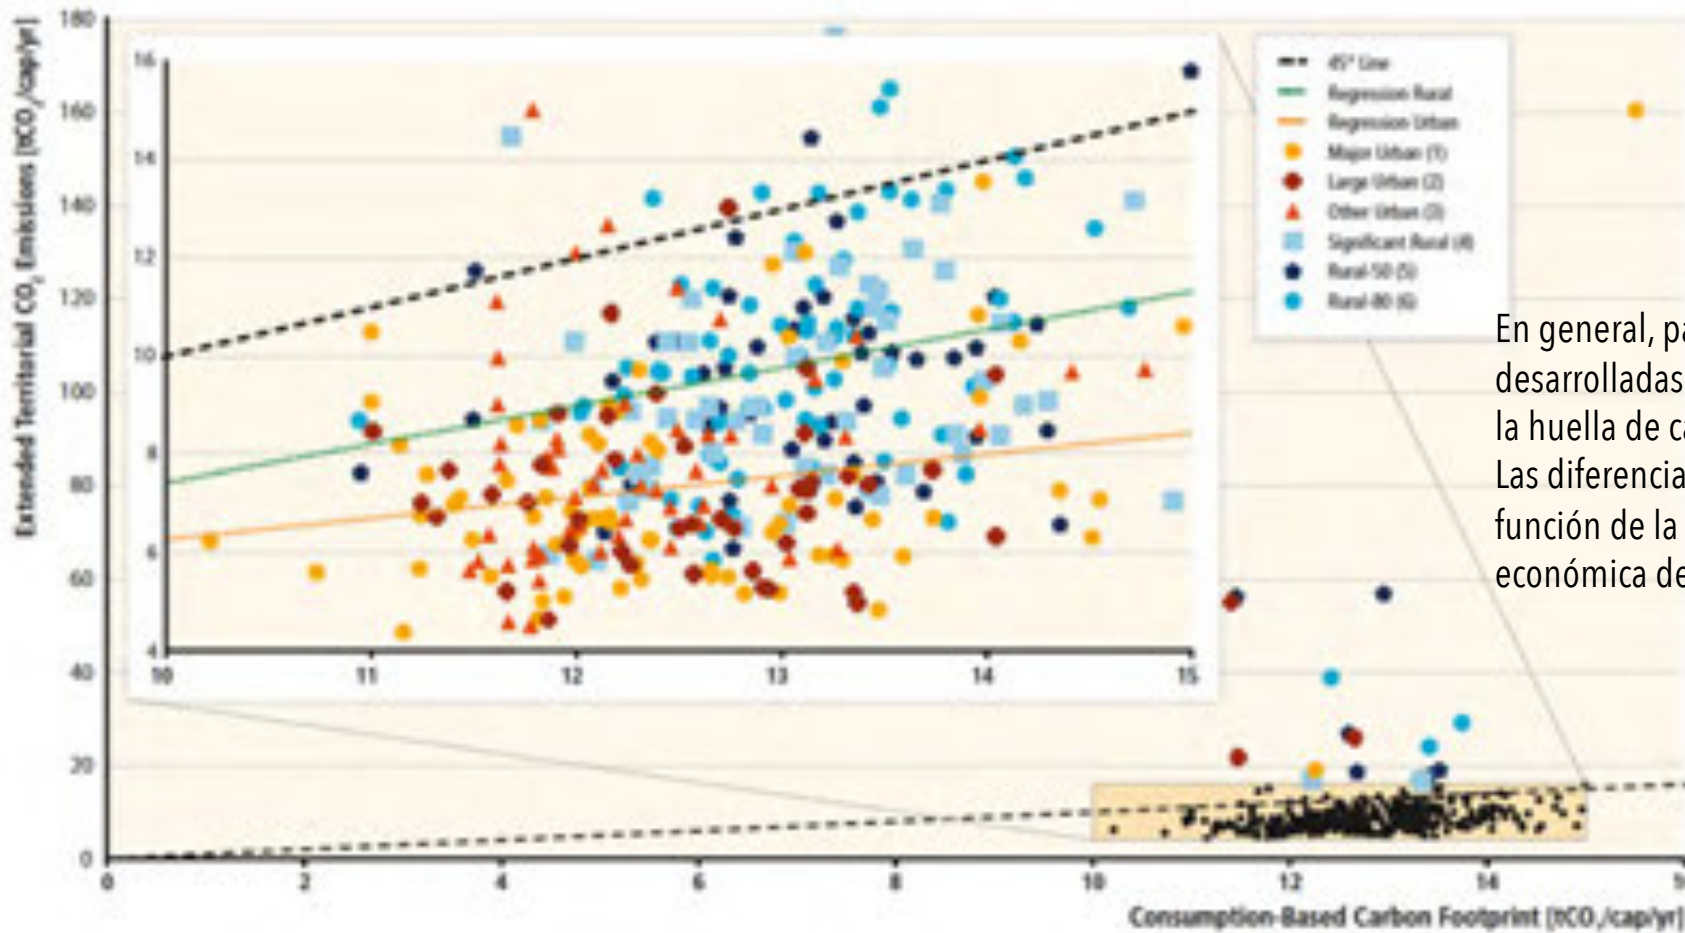 Extended Territorial CO2 Emissions [tCO2/cap/yr]
180
160
140
120
100
80
60
40
20
0
16
14
12
10
8
6
4
10 11 12 13 14 15
45° Line
Regression Rural
Regression Urban
Major Urban (1)
Large Urban (2)
Other Urban (3)
Significant Rural (4)
Rural-50 (5)
Rural-80 (6)
En general, pa
desarrolladas
la huella de ca
Las diferencia
función de la
económica de
0 2 4 6 8 10 12 14
Consumption-Based Carbon Footprint [tCO2/cap/yr]